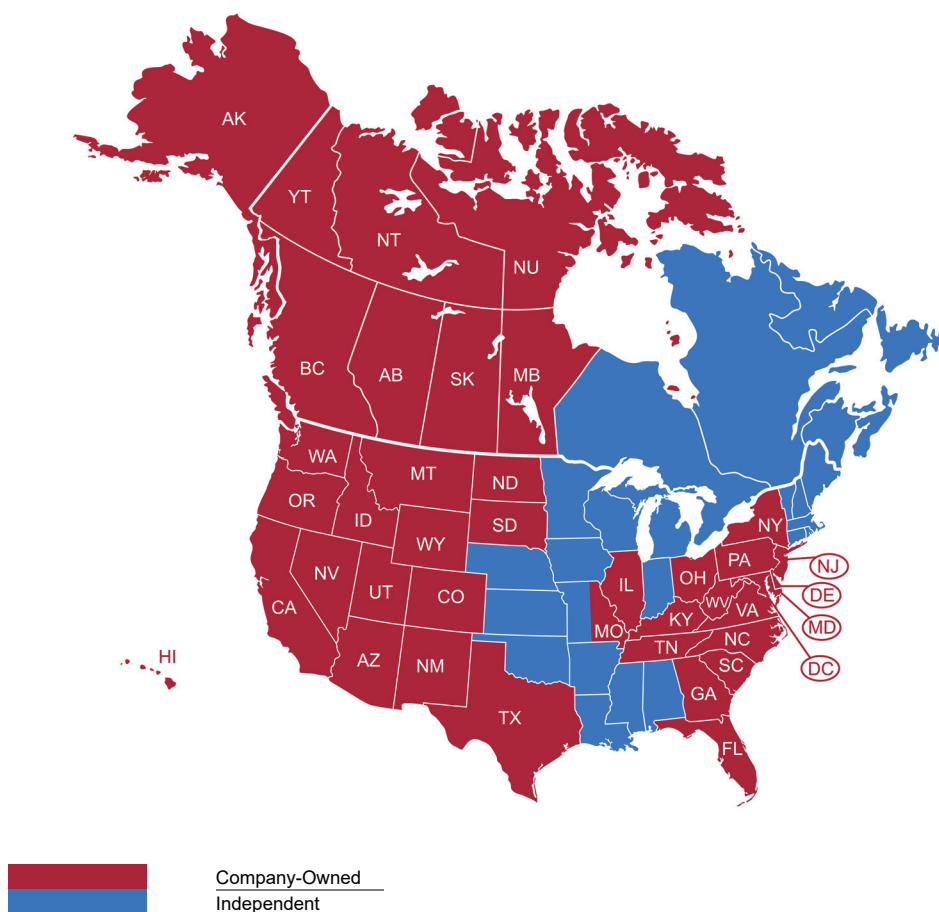 AK
YT
NT
NU
BC
AB
SK
MB
WA
MT
ND
OR
ID
SD
WY
NY
NV
UT
CO
IL
OH
PA
NJ
CA
WV
VA
DE
KY
MO
MD
AZ
NM
TN
NC
DC
HI
SC
GA
TX
FL
Company-Owned
Independent